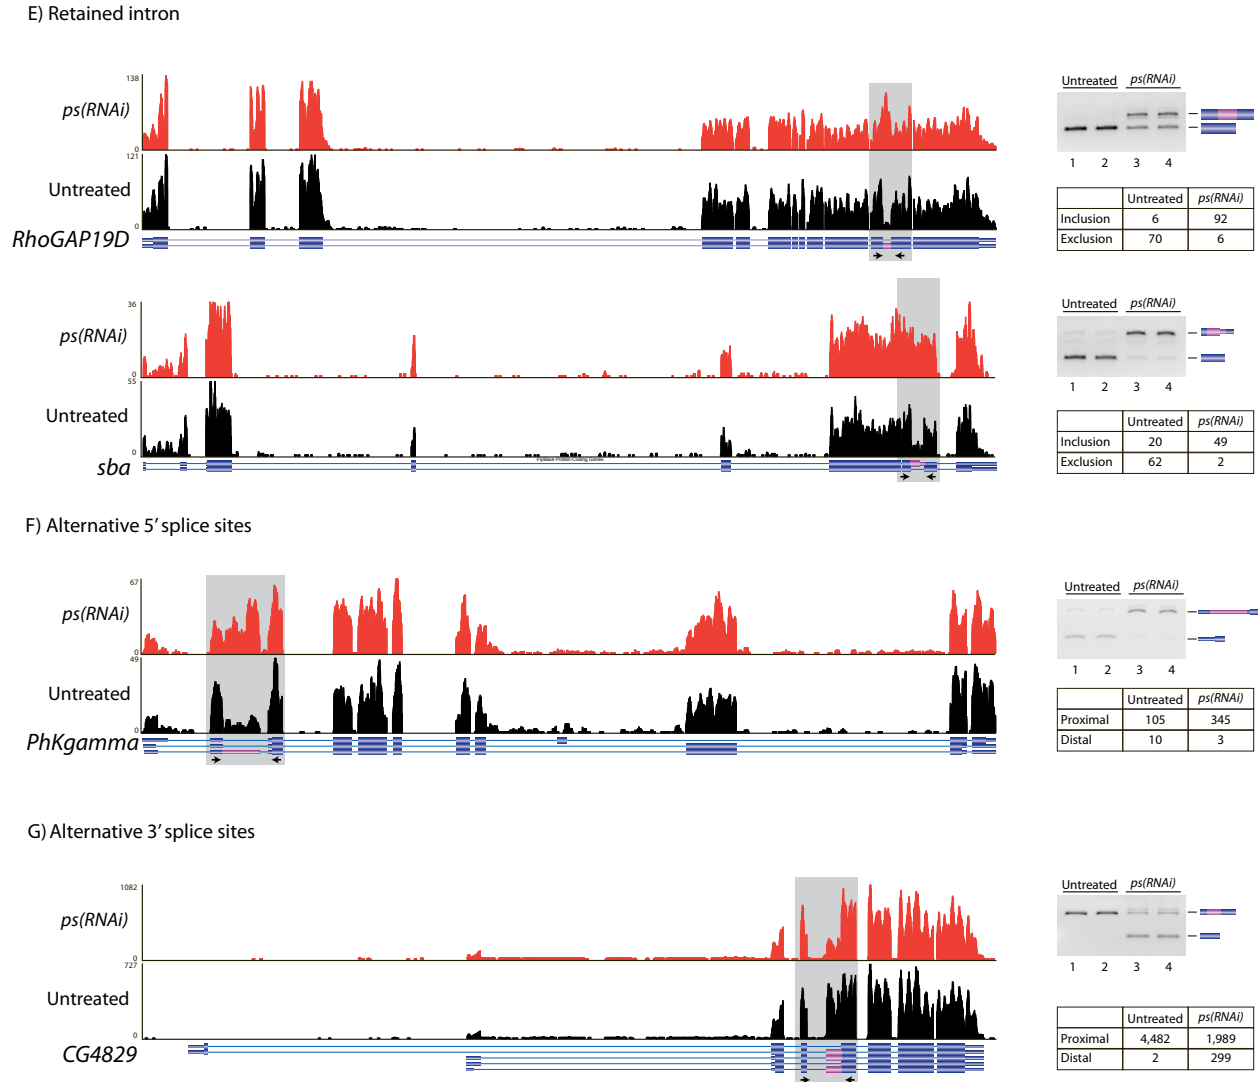 E) Retained intron
138
ps(RNAi)
0
121
Untreated
0
RhoGAP19D
Untreated ps(RNAi)
1 2 3 4
Untreated ps(RNAi)
Inclusion 6 92
Exclusion 70 6
36
ps(RNAi)
0
55
Untreated
0
FlyBase Protein-Coding Genes
sba
Untreated ps(RNAi)
1 2 3 4
Untreated ps(RNAi)
Inclusion 20 49
Exclusion 62 2
F) Alternative 5' splice sites
67
ps(RNAi)
0
49
Untreated
0
PhKgamma
Untreated ps(RNAi)
1 2 3 4
Untreated ps(RNAi)
Proximal 105 345
Distal 10 3
G) Alternative 3' splice sites
1082
ps(RNAi)
0
727
Untreated
0
CG4829
Untreated ps(RNAi)
1 2 3 4
Untreated ps(RNAi)
Proximal 4,482 1,989
Distal 2 299